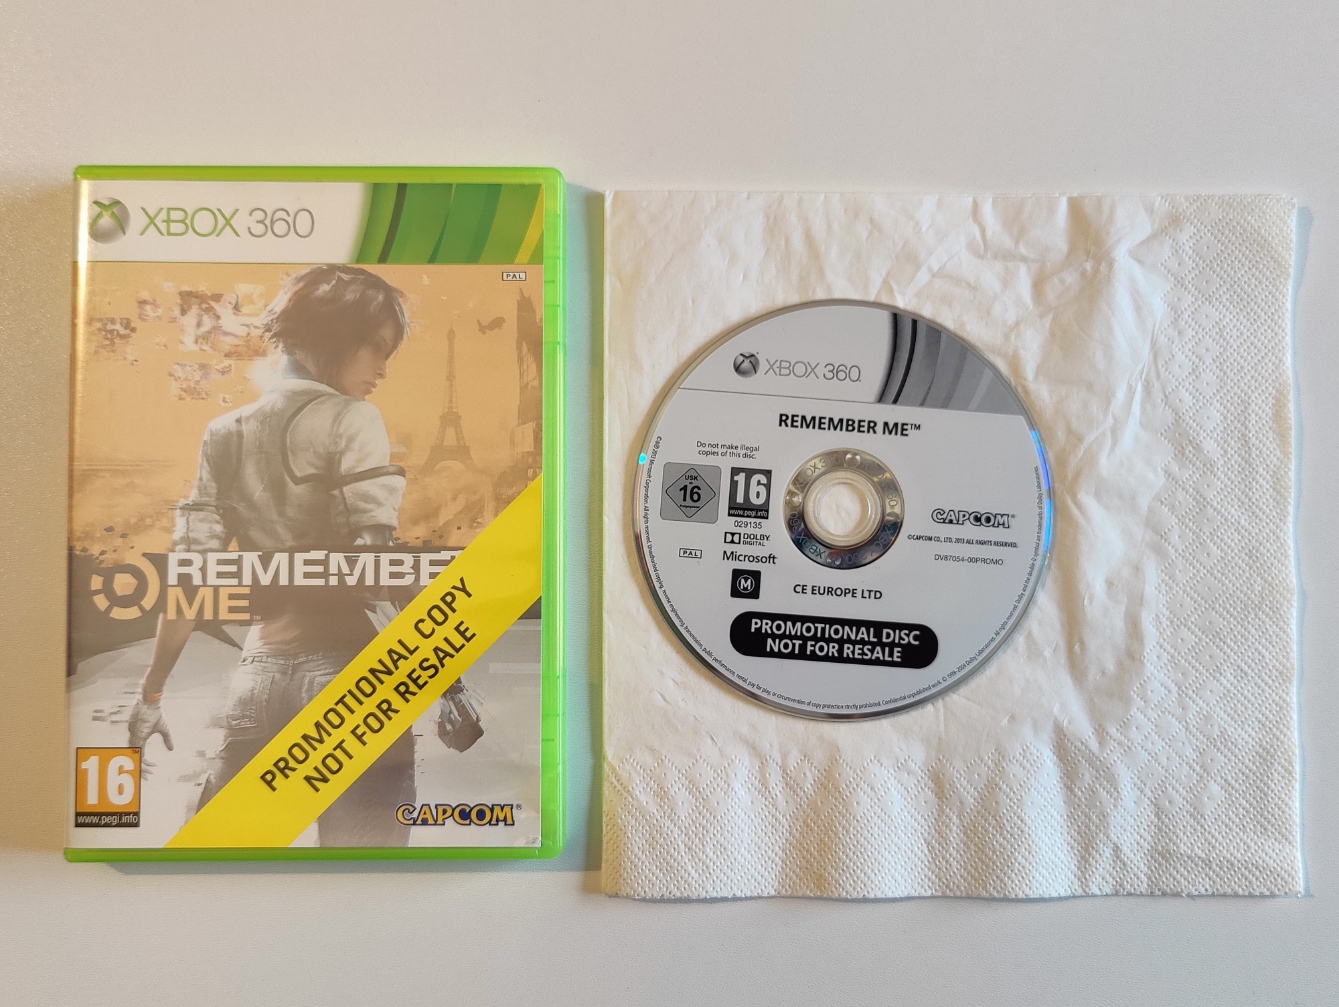 XBOX 360
PAL
REMEMBE
ME™
PROMOTIONAL COPY
NOT FOR RESALE
16
www.pegi.info
CAPCOM®
XBOX 360
REMEMBER ME™
Do not make illegal
copies of this disc.
USK
16
16
www.pegi.info
029135
DOLBY
DIGITAL
PAL
Microsoft
M
CE EUROPE LTD
CAPCOM®
©CAPCOM CO., LTD. 2013 ALL RIGHTS RESERVED.
DV87054-00PROMO
PROMOTIONAL DISC
NOT FOR RESALE